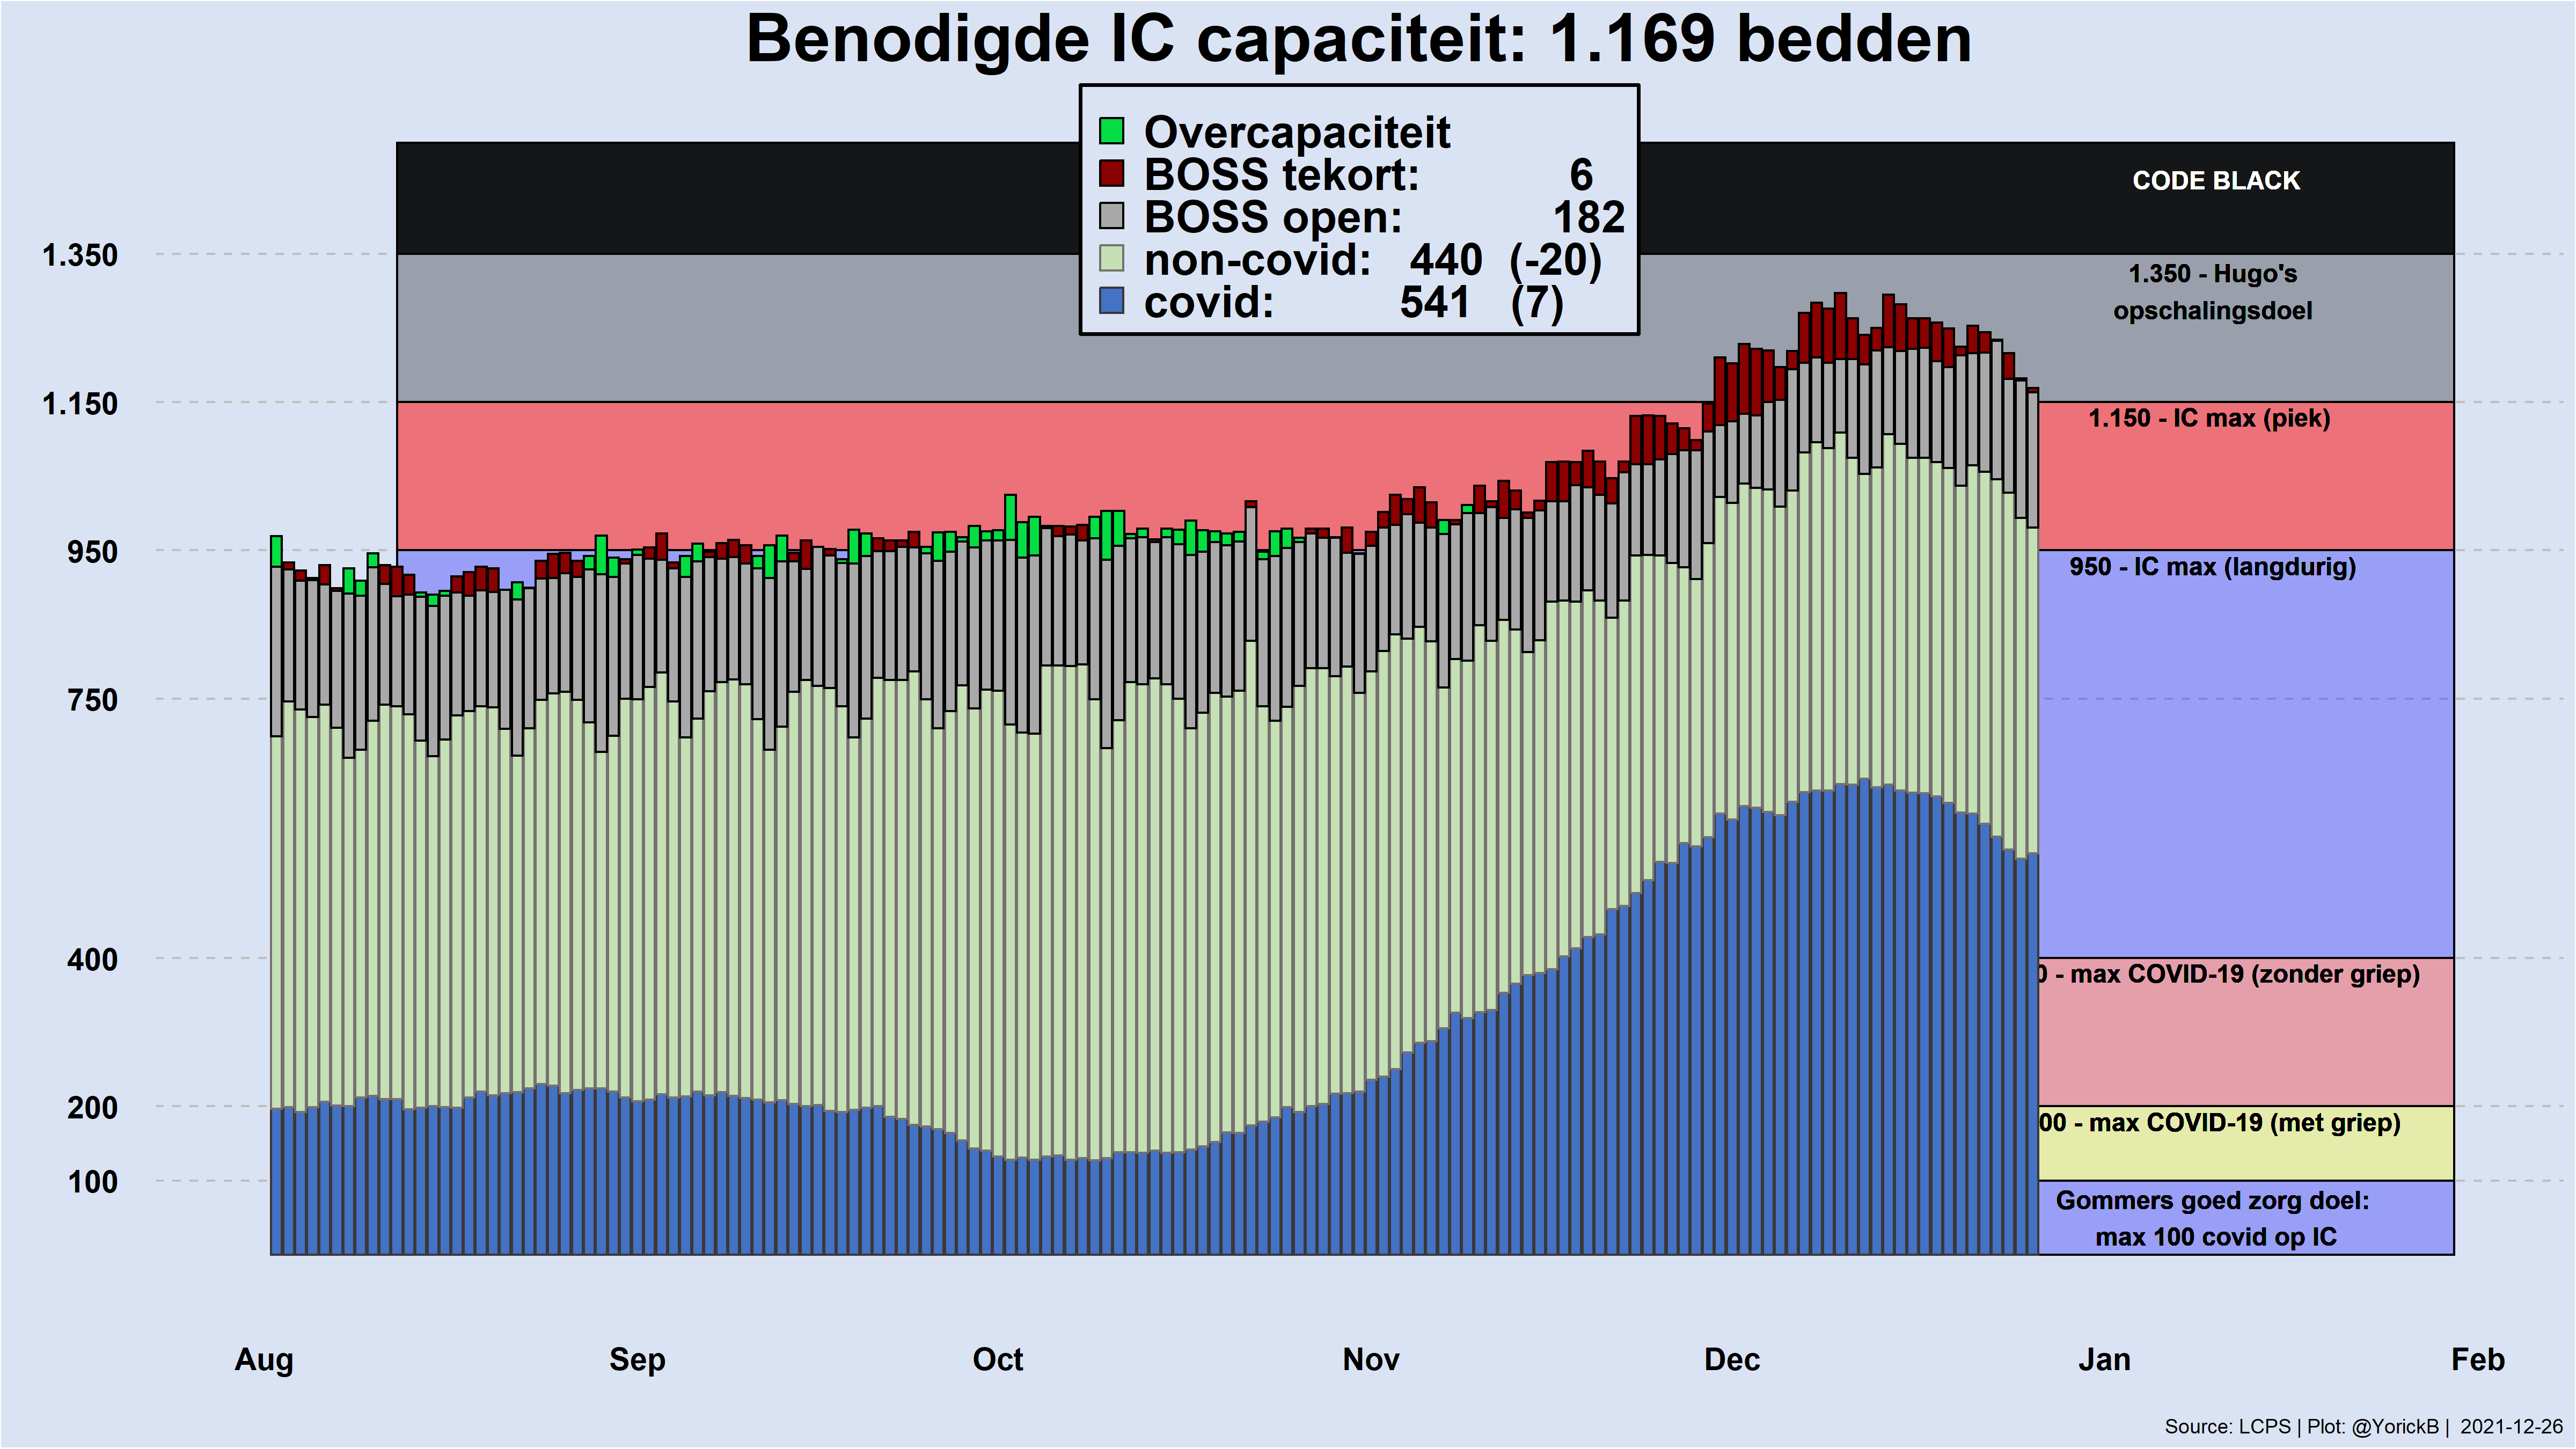 Benodigde IC capaciteit: 1.169 bedden
Overcapaciteit
BOSS tekort: 6
BOSS open: 182
non-covid: 440 (-20)
covid: 541 (7)
CODE BLACK
1.350
1.350 - Hugo's
opschalingsdoel
1.150
1.150 - IC max (piek)
950
950 - IC max (langdurig)
750
400
0 - max COVID-19 (zonder griep)
200
00 - max COVID-19 (met griep)
100
Gommers goed zorg doel:
max 100 covid op IC
Aug Sep Oct Nov Dec Jan Feb
Source: LCPS | Plot: @YorickB | 2021-12-26